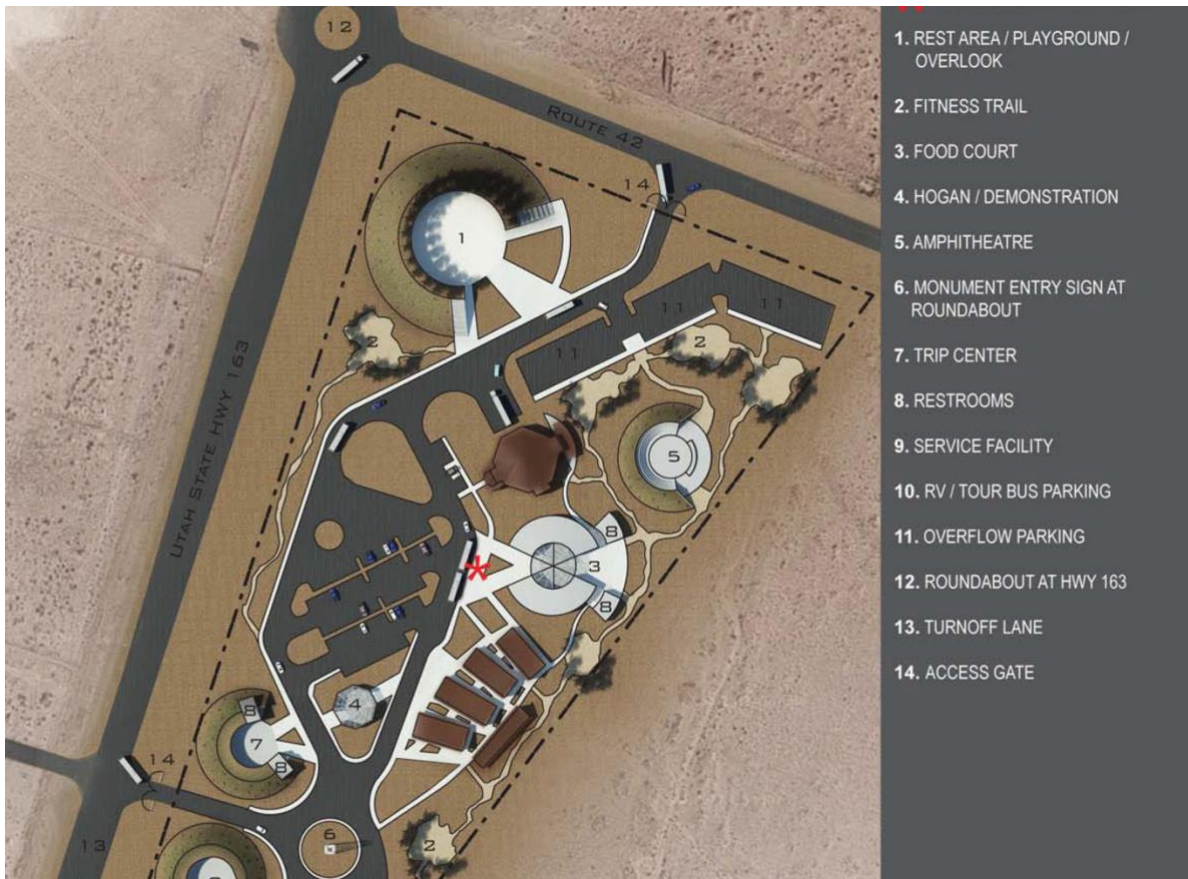 12
ROUTE 42
14
1
11
11
11
2
2
UTAH STATE HWY 163
5
8
3
8
4
8
7
8
14
6
13
2
1. REST AREA / PLAYGROUND /
OVERLOOK
2. FITNESS TRAIL
3. FOOD COURT
4. HOGAN / DEMONSTRATION
5. AMPHITHEATRE
6. MONUMENT ENTRY SIGN AT
ROUNDABOUT
7. TRIP CENTER
8. RESTROOMS
9. SERVICE FACILITY
10. RV / TOUR BUS PARKING
11. OVERFLOW PARKING
12. ROUNDABOUT AT HWY 163
13. TURNOFF LANE
14. ACCESS GATE